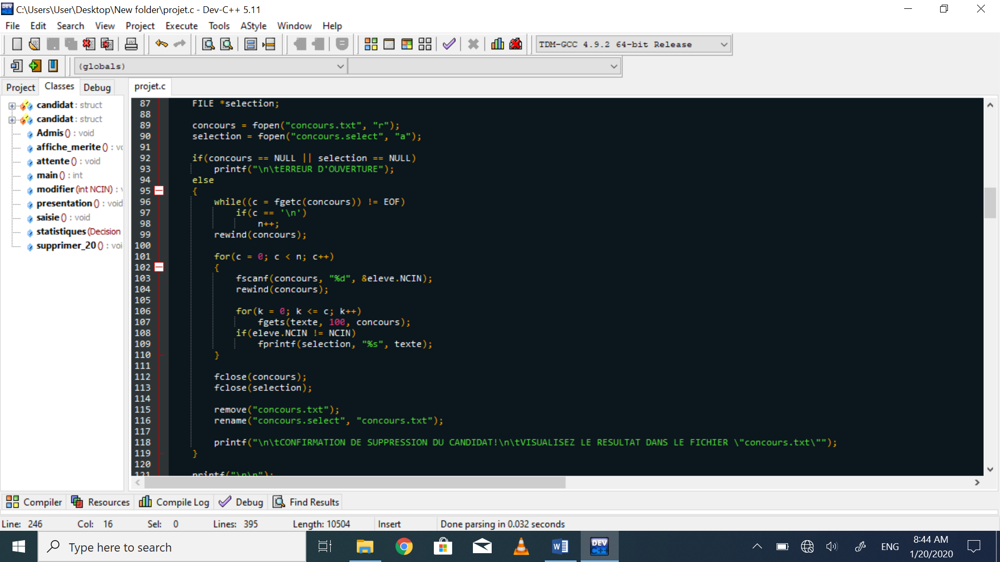 C:\Users\User\Desktop\New folder\projet.c - Dev-C++ 5.11
File Edit Search View Project Execute Tools AStyle Window Help
TDM-GCC 4.9.2 64-bit Release
(globals)
Project Classes Debug
projet.c
candidat : struct
candidat : struct
Admis () : void
affiche_merite () : vo
attente () : void
main () : int
modifier (int NCIN) :
presentation () : void
saisie () : void
statistiques (Decision
supprimer_20 () : voi
87 FILE *selection;
88
89 concours = fopen("concours.txt", "r");
90 selection = fopen("concours.select", "a");
91
92 if(concours == NULL || selection == NULL)
93 printf("\n\tERREUR D'OUVERTURE");
94 else
95 {
96 while((c = fgetc(concours)) != EOF)
97 if(c == '\n')
98 n++;
99 rewind(concours);
100
101 for(c = 0; c < n; c++)
102 {
103 fscanf(concours, "%d", &eleve.NCIN);
104 rewind(concours);
105
106 for(k = 0; k <= c; k++)
107 fgets(texte, 100, concours);
108 if(eleve.NCIN != NCIN)
109 fprintf(selection, "%s", texte);
110 }
111
112 fclose(concours);
113 fclose(selection);
114
115 remove("concours.txt");
116 rename("concours.select", "concours.txt");
117
118 printf("\n\tCONFIRMATION DE SUPPRESSION DU CANDIDAT!\n\tVISUALISEZ LE RESULTAT DANS LE FICHIER \"concours.txt\"");
119 }
120
121 printf("\n\n");
Compiler Resources Compile Log Debug Find Results
Line: 246 Col: 16 Sel: 0 Lines: 395 Length: 10504 Insert Done parsing in 0.032 seconds
Type here to search
ENG
8:44 AM
1/20/2020